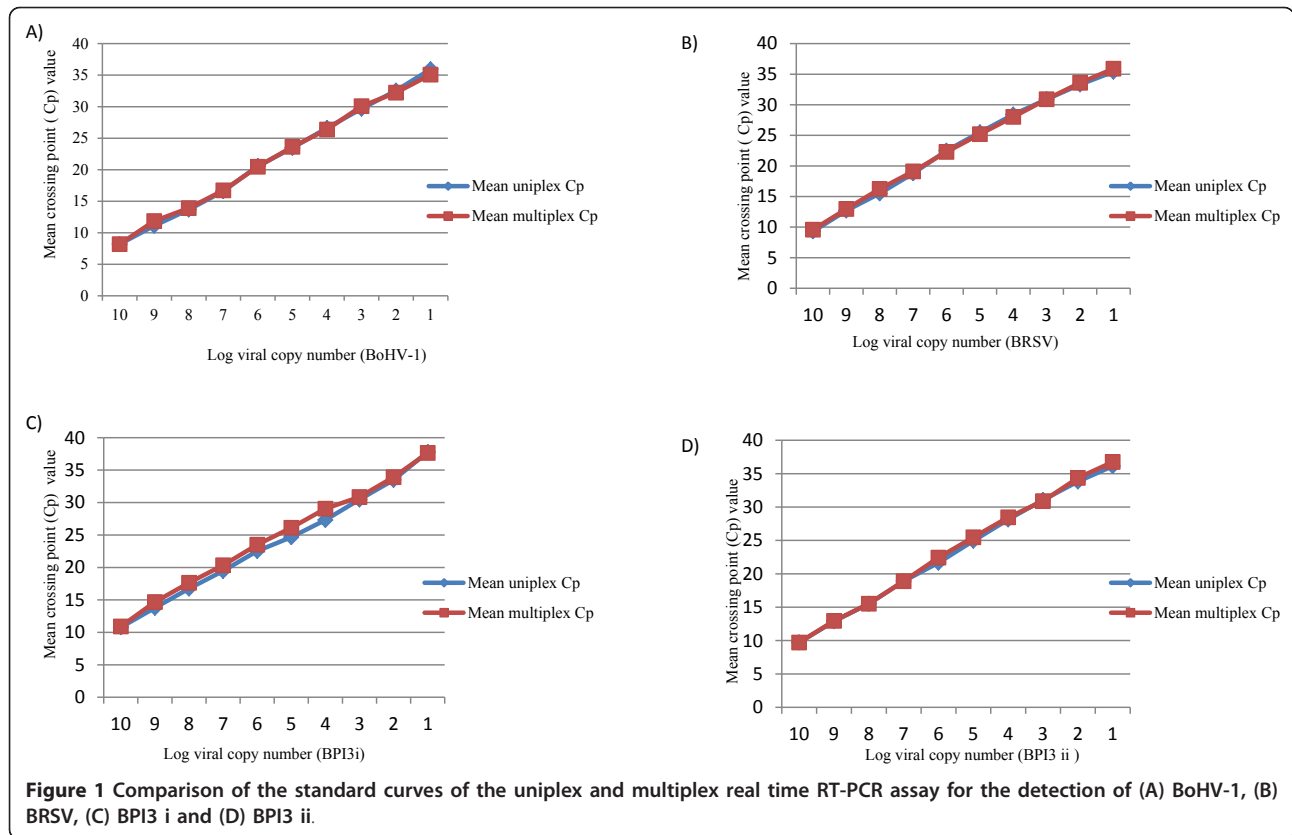 A)
40
35
30
25
20
15
10
5
0
Mean crossing point ( Cp) value
10 9 8 7 6 5 4 3 2 1
Log viral copy number (BoHV-1)
Mean uniplex Cp
Mean multiplex Cp
B)
40
35
30
25
20
15
10
5
0
Mean crossing point ( Cp) value
10 9 8 7 6 5 4 3 2 1
Log viral copy number (BRSV)
Mean uniplex Cp
Mean multiplex Cp
C)
40
35
30
25
20
15
10
5
0
Mean crossing point (Cp) value
10 9 8 7 6 5 4 3 2 1
Log viral copy number (BPI3i)
Mean uniplex Cp
Mean multiplex Cp
D)
40
35
30
25
20
15
10
5
0
Mean crossing point (Cp) value
10 9 8 7 6 5 4 3 2 1
Log viral copy number (BPI3 ii )
Mean uniplex Cp
Mean multiplex Cp
Figure 1 Comparison of the standard curves of the uniplex and multiplex real time RT-PCR assay for the detection of (A) BoHV-1, (B)
BRSV, (C) BPI3 i and (D) BPI3 ii.